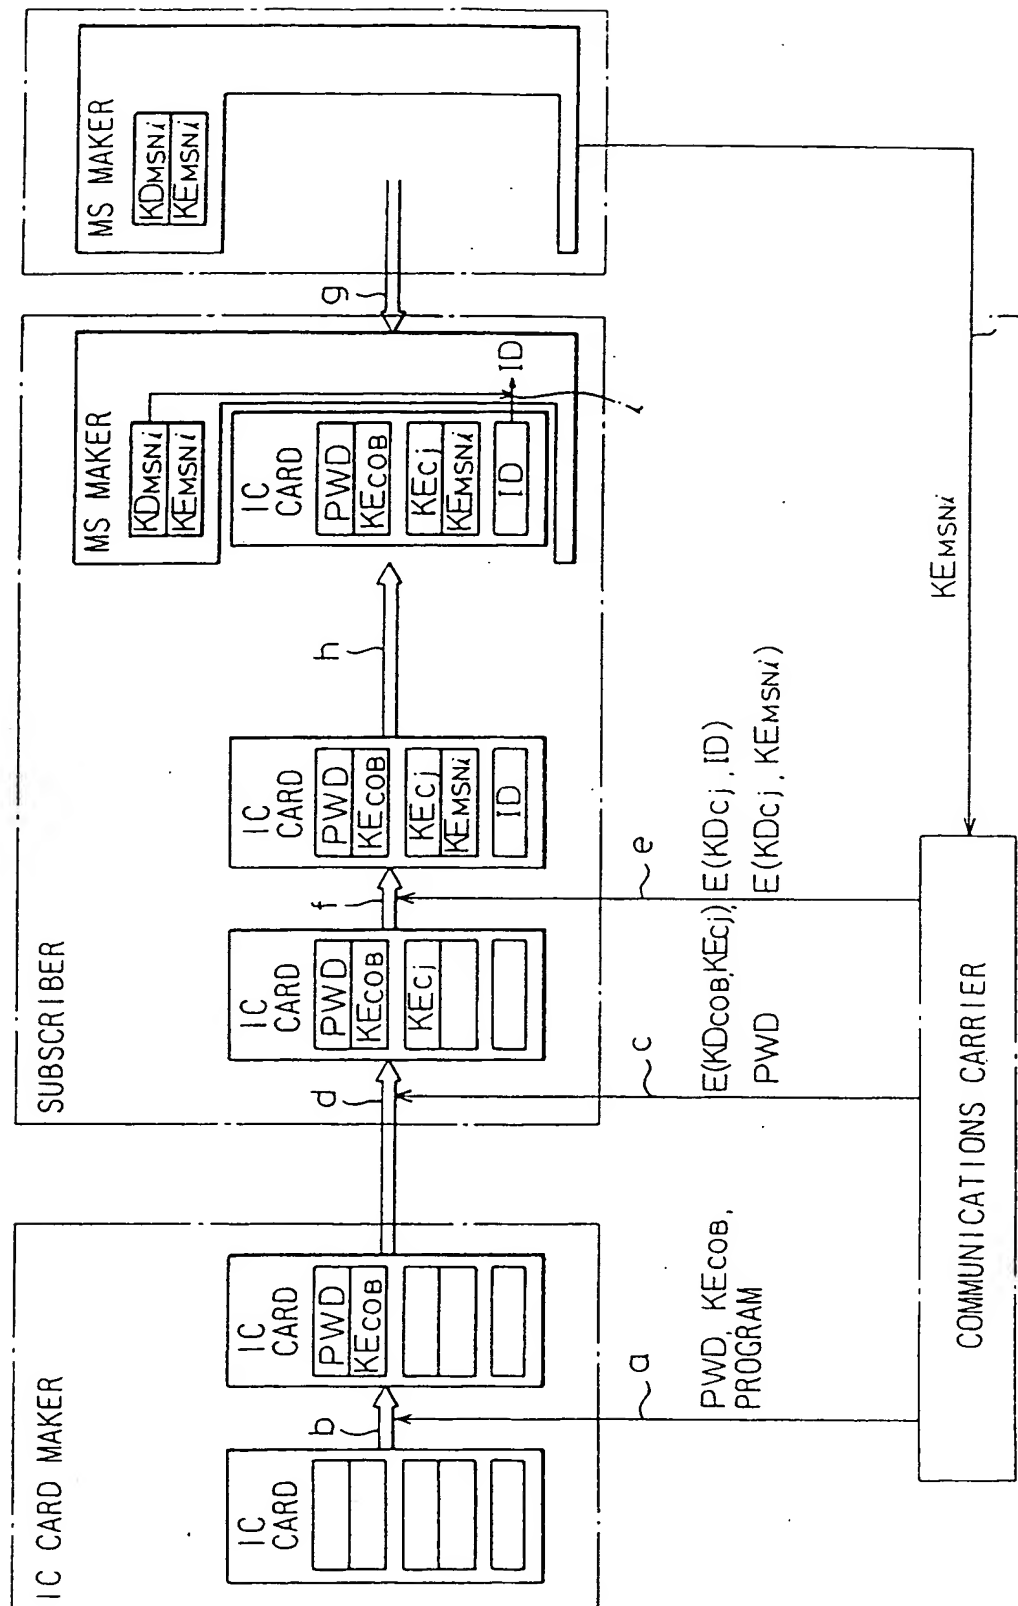 IC CARD MAKER
IC
CARD
b
IC
CARD
PWD
KECOB
a
PWD, KECOB,
PROGRAM
SUBSCRIBER
d
IC
CARD
PWD
KECOB
KECj
c
E(KDCOB,KECj),
PWD
f
IC
CARD
PWD
KECOB
KECj
KEMSNi
ID
e
E(KDCj, ID)
E(KDCj, KEMSNi)
h
MS MAKER
KDMSNi
KEMSNi
IC
CARD
PWD
KECOB
KECj
KEMSNi
ID
ID
i
g
MS MAKER
KDMSNi
KEMSNi
j
KEMSNi
COMMUNICATIONS CARRIER